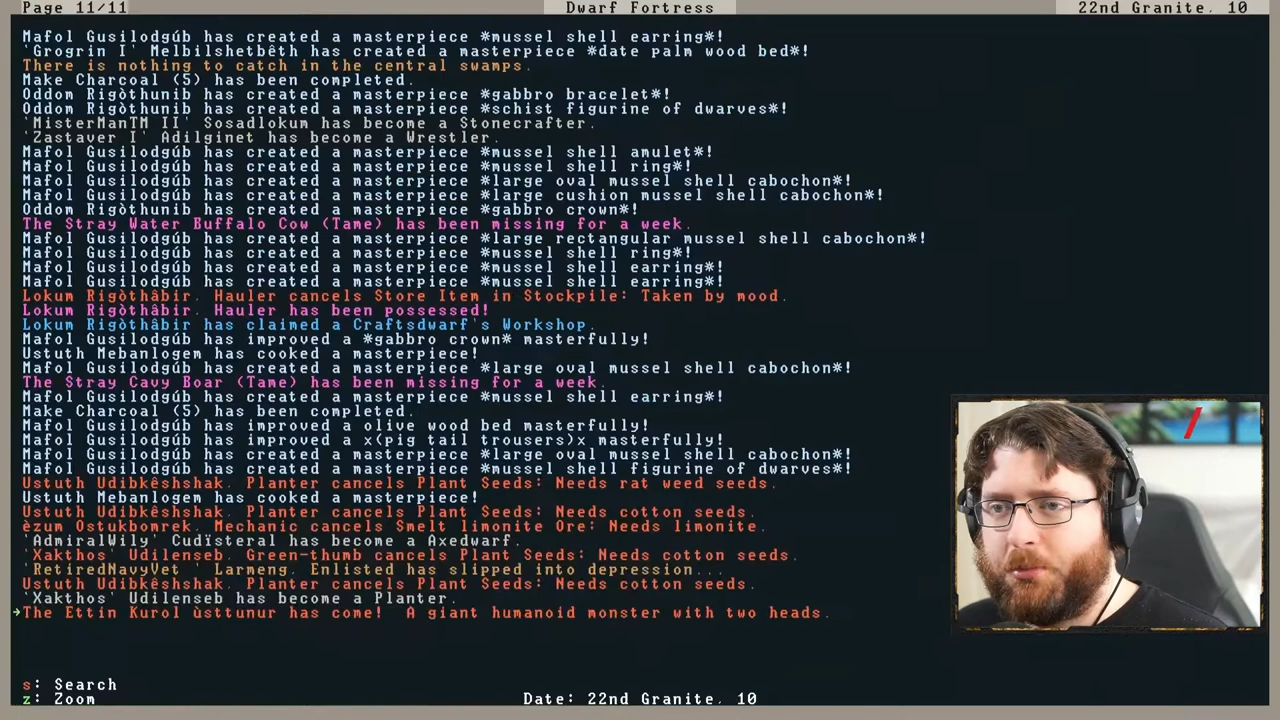 Page 11/11
Dwarf Fortress
22nd Granite, 10
Mafol Gusilodgúb has created a masterpiece *mussel shell earring*!
'Grogrin I' Melbilshetbêth has created a masterpiece *date palm wood bed*!
There is nothing to catch in the central swamps.
Make Charcoal (5) has been completed.
Oddom Rigòthunib has created a masterpiece *gabbro bracelet*!
Oddom Rigòthunib has created a masterpiece *schist figurine of dwarves*!
'MisterManTM II' Sosadlokum has become a Stonecrafter.
'Zastaver I' Adilginet has become a Wrestler.
Mafol Gusilodgúb has created a masterpiece *mussel shell amulet*!
Mafol Gusilodgúb has created a masterpiece *mussel shell ring*!
Mafol Gusilodgúb has created a masterpiece *large oval mussel shell cabochon*!
Mafol Gusilodgúb has created a masterpiece *large cushion mussel shell cabochon*!
Oddom Rigòthunib has created a masterpiece *gabbro crown*!
The Stray Water Buffalo Cow (Tame) has been missing for a week.
Mafol Gusilodgúb has created a masterpiece *large rectangular mussel shell cabochon*!
Mafol Gusilodgúb has created a masterpiece *mussel shell ring*!
Mafol Gusilodgúb has created a masterpiece *mussel shell earring*!
Mafol Gusilodgúb has created a masterpiece *mussel shell earring*!
Lokum Rigòthâbir, Hauler cancels Store Item in Stockpile: Taken by mood.
Lokum Rigòthâbir, Hauler has been possessed!
Lokum Rigòthâbir has claimed a Craftsdwarf's Workshop.
Mafol Gusilodgúb has improved a *gabbro crown* masterfully!
Ustuth Mebanlogem has cooked a masterpiece!
Mafol Gusilodgúb has created a masterpiece *large oval mussel shell cabochon*!
The Stray Cavy Boar (Tame) has been missing for a week.
Mafol Gusilodgúb has created a masterpiece *mussel shell earring*!
Make Charcoal (5) has been completed.
Mafol Gusilodgúb has improved a olive wood bed masterfully!
Mafol Gusilodgúb has improved a x(pig tail trousers)x masterfully!
Mafol Gusilodgúb has created a masterpiece *large oval mussel shell cabochon*!
Mafol Gusilodgúb has created a masterpiece *mussel shell figurine of dwarves*!
Ustuth Udibkêshshak, Planter cancels Plant Seeds: Needs rat weed seeds.
Ustuth Mebanlogem has cooked a masterpiece!
Ustuth Udibkêshshak, Planter cancels Plant Seeds: Needs cotton seeds.
èzum Ostukbomrek, Mechanic cancels Smelt limonite Ore: Needs limonite.
'AdmiralWily' Cudïsteral has become a Axedwarf.
'Xakthos' Udilenseb, Green-thumb cancels Plant Seeds: Needs cotton seeds.
'RetiredNavyVet ' Larmeng, Enlisted has slipped into depression...
Ustuth Udibkêshshak, Planter cancels Plant Seeds: Needs cotton seeds.
'Xakthos' Udilenseb has become a Planter.
→The Ettin Kurol ùsttunur has come!  A giant humanoid monster with two heads.
s: Search
z: Zoom
Date: 22nd Granite, 10